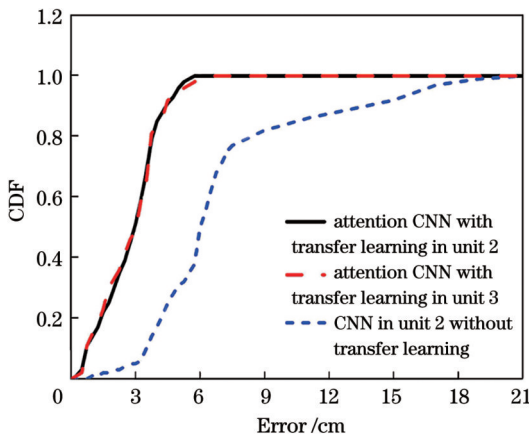 1.2
1.0
0.8
0.6
0.4
0.2
0
3
6
9
12
15
18
21
CDF
Error /cm
attention CNN with
transfer learning in unit 2
attention CNN with
transfer learning in unit 3
CNN in unit 2 without
transfer learning